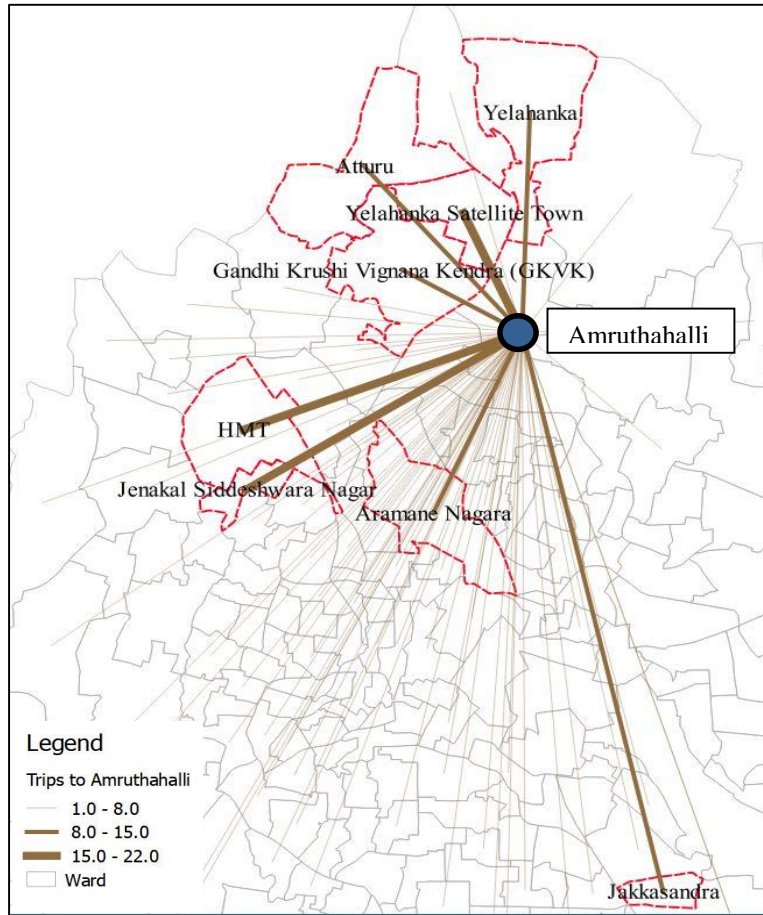 Yelahanka
Atturu
Yelahanka Satellite Town
Gandhi Krushi Vignana Kendra (GKVK)
Amruthahalli
HMT
Jenakal Siddeshwara Nagar
Aramane Nagara
Legend
Trips to Amruthahalli
1.0 - 8.0
8.0 - 15.0
15.0 - 22.0
Ward
Jakkasandra